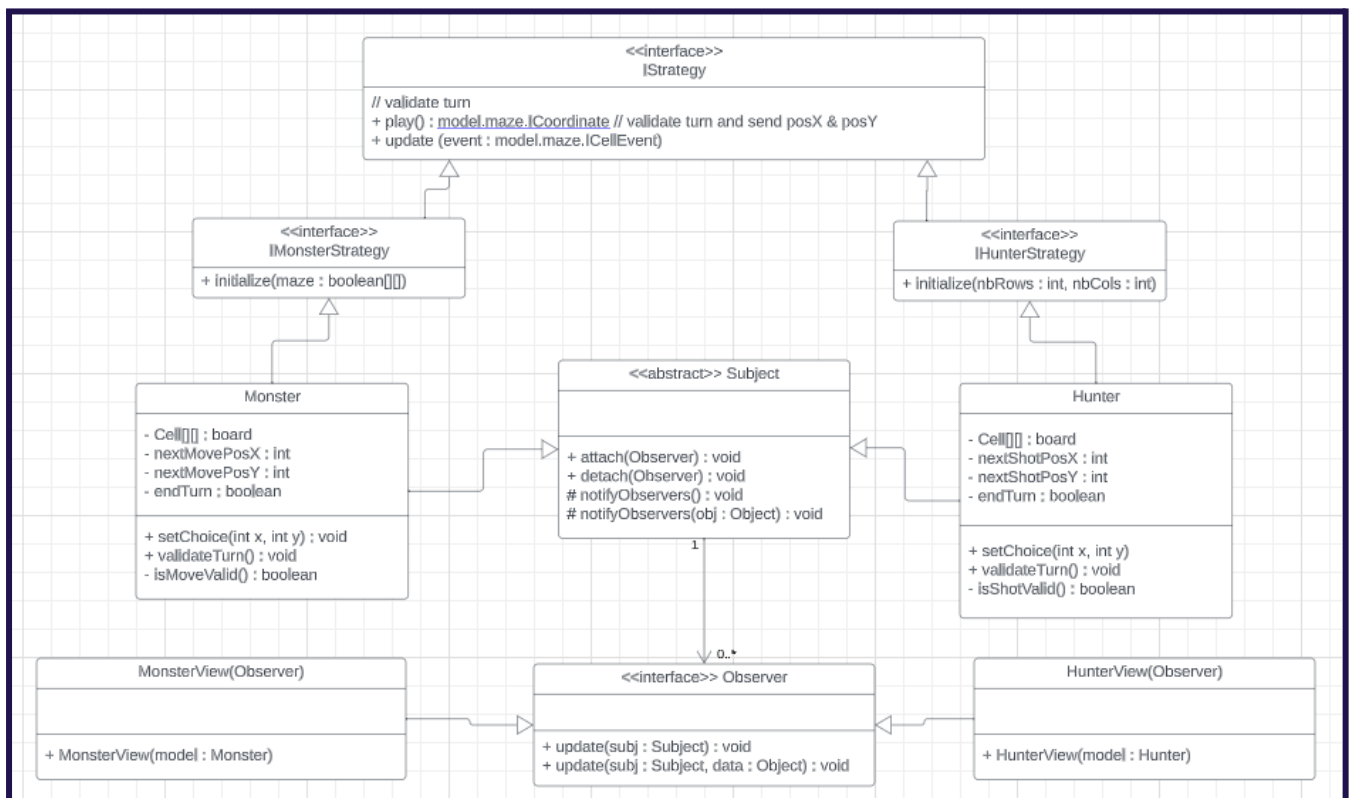 <<interface>>
IStrategy
// validate turn
+ play() : model.maze.ICoordinate // validate turn and send posX & posY
+ update (event : model.maze.ICellEvent)
<<interface>>
IMonsterStrategy
+ initialize(maze : boolean[][])
<<interface>>
IHunterStrategy
+ initialize(nbRows : int, nbCols : int)
Monster
- Cell[][] : board
- nextMovePosX : int
- nextMovePosY : int
- endTurn : boolean
+ setChoice(int x, int y) : void
+ validateTurn() : void
- isMoveValid() : boolean
<<abstract>> Subject
+ attach(Observer) : void
+ detach(Observer) : void
# notifyObservers() : void
# notifyObservers(obj : Object) : void
Hunter
- Cell[][] : board
- nextShotPosX : int
- nextShotPosY : int
- endTurn : boolean
+ setChoice(int x, int y)
+ validateTurn() : void
- isShotValid() : boolean
1
0..*
MonsterView(Observer)
+ MonsterView(model : Monster)
<<interface>> Observer
+ update(subj : Subject) : void
+ update(subj : Subject, data : Object) : void
HunterView(Observer)
+ HunterView(model : Hunter)